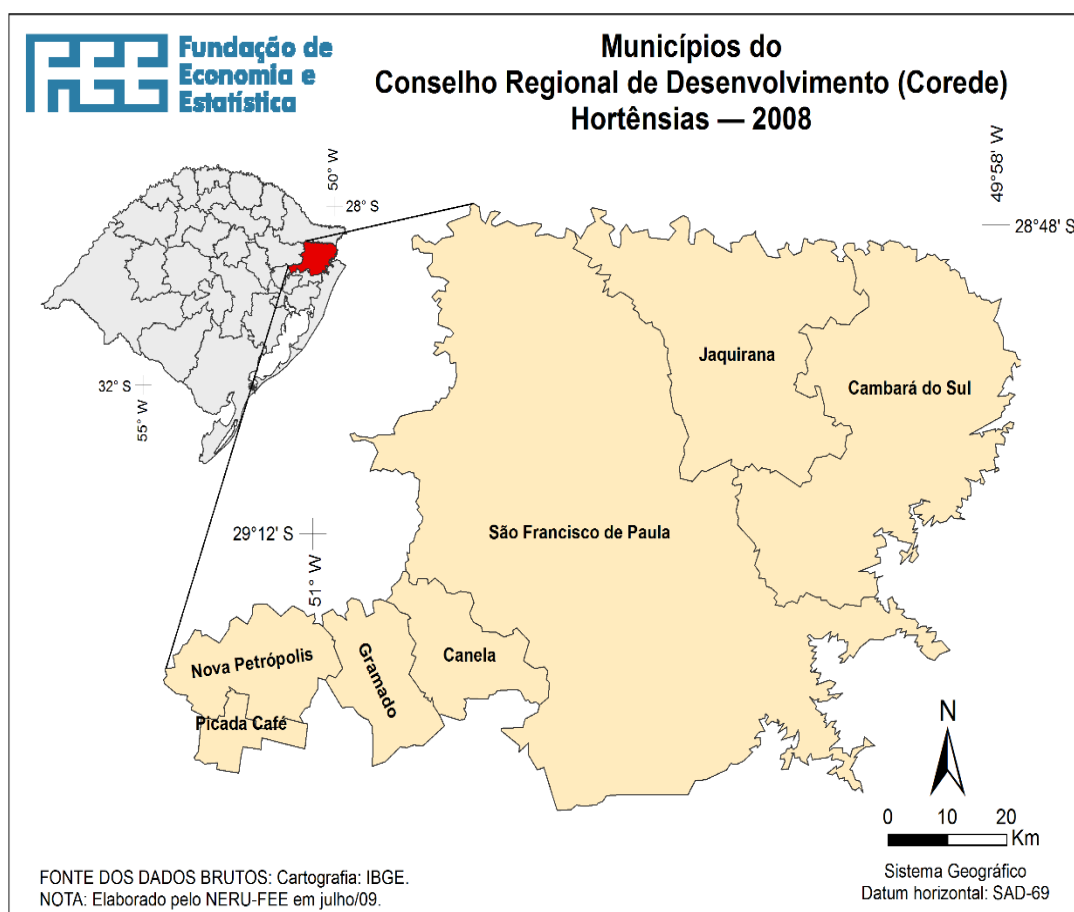 FEE
Fundação de
Economia e
Estatística
Municípios do
Conselho Regional de Desenvolvimento (Corede)
Hortênsias — 2008
50° W
28° S
49°58' W
28°48' S
32° S
55° W
Jaquirana
Cambará do Sul
São Francisco de Paula
29°12' S
51° W
Nova Petrópolis
Gramado
Canela
Picada Café
N
0 10 20
Km
Sistema Geográfico
Datum horizontal: SAD-69
FONTE DOS DADOS BRUTOS: Cartografia: IBGE.
NOTA: Elaborado pelo NERU-FEE em julho/09.